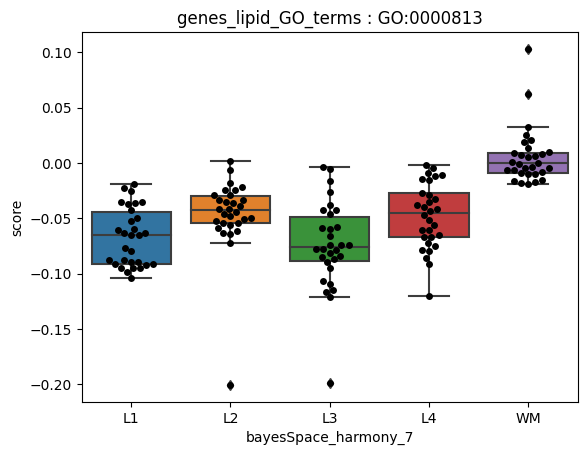 genes_lipid_GO_terms : GO:0000813
0.10
0.05
0.00
−0.05
−0.10
−0.15
−0.20
score
L1 L2 L3 L4 WM
bayesSpace_harmony_7